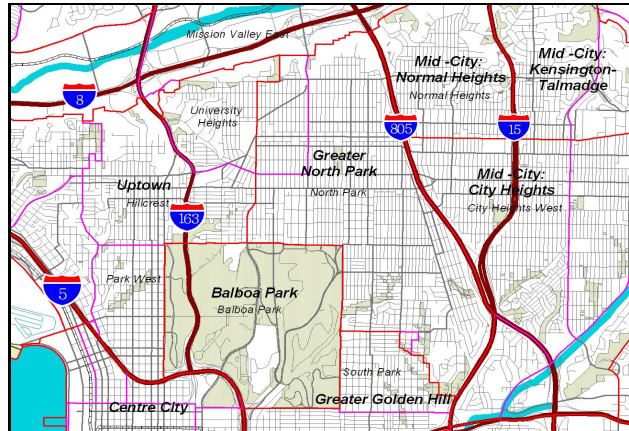 Mission Valley East
Mid -City:
Normal Heights
Normal Heights
Mid -City:
Kensington-
Talmadge
8
University
Heights
805
15
Greater
North Park
North Park
Mid -City:
City Heights
City Heights West
Uptown
Hillcrest
163
Park West
5
Balboa Park
Balboa Park
South Park
Greater Golden Hill
Centre City